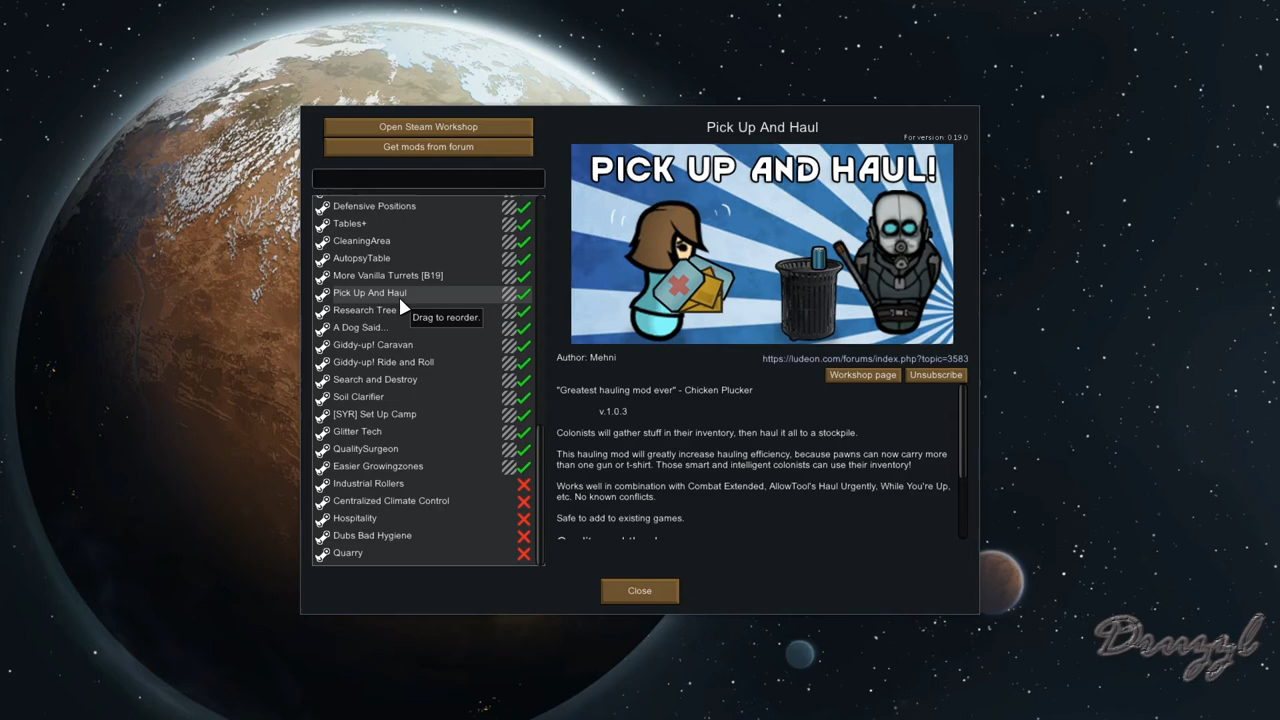 Open Steam Workshop
Get mods from forum
Defensive Positions
Tables+
CleaningArea
AutopsyTable
More Vanilla Turrets [B19]
Pick Up And Haul
Research Tree
Drag to reorder.
A Dog Said...
Giddy-up! Caravan
Giddy-up! Ride and Roll
Search and Destroy
Soil Clarifier
[SYR] Set Up Camp
Glitter Tech
QualitySurgeon
Easier Growingzones
Industrial Rollers
Centralized Climate Control
Hospitality
Dubs Bad Hygiene
Quarry
Pick Up And Haul
For version: 0.19.0
PICK UP AND HAUL!
Author: Mehni
https://ludeon.com/forums/index.php?topic=3583
Workshop page
Unsubscribe
"Greatest hauling mod ever" - Chicken Plucker
v.1.0.3
Colonists will gather stuff in their inventory, then haul it all to a stockpile.
This hauling mod will greatly increase hauling efficiency, because pawns can now carry more
than one gun or t-shirt. Those smart and intelligent colonists can use their inventory!
Works well in combination with Combat Extended, AllowTool's Haul Urgently, While You're Up,
etc. No known conflicts.
Safe to add to existing games.
Close